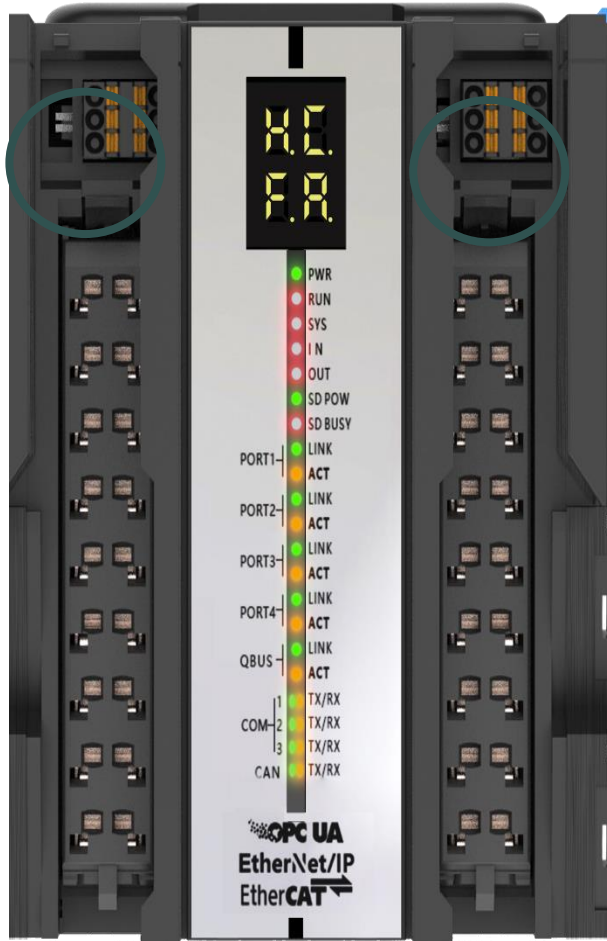 H.C.
F.A.
PWR
RUN
SYS
IN
OUT
SD POW
SD BUSY
PORT1 LINK
ACT
PORT2 LINK
ACT
PORT3 LINK
ACT
PORT4 LINK
ACT
QBUS LINK
ACT
COM 1 TX/RX
2 TX/RX
3 TX/RX
CAN TX/RX
OPC UA
EtherNet/IP
EtherCAT